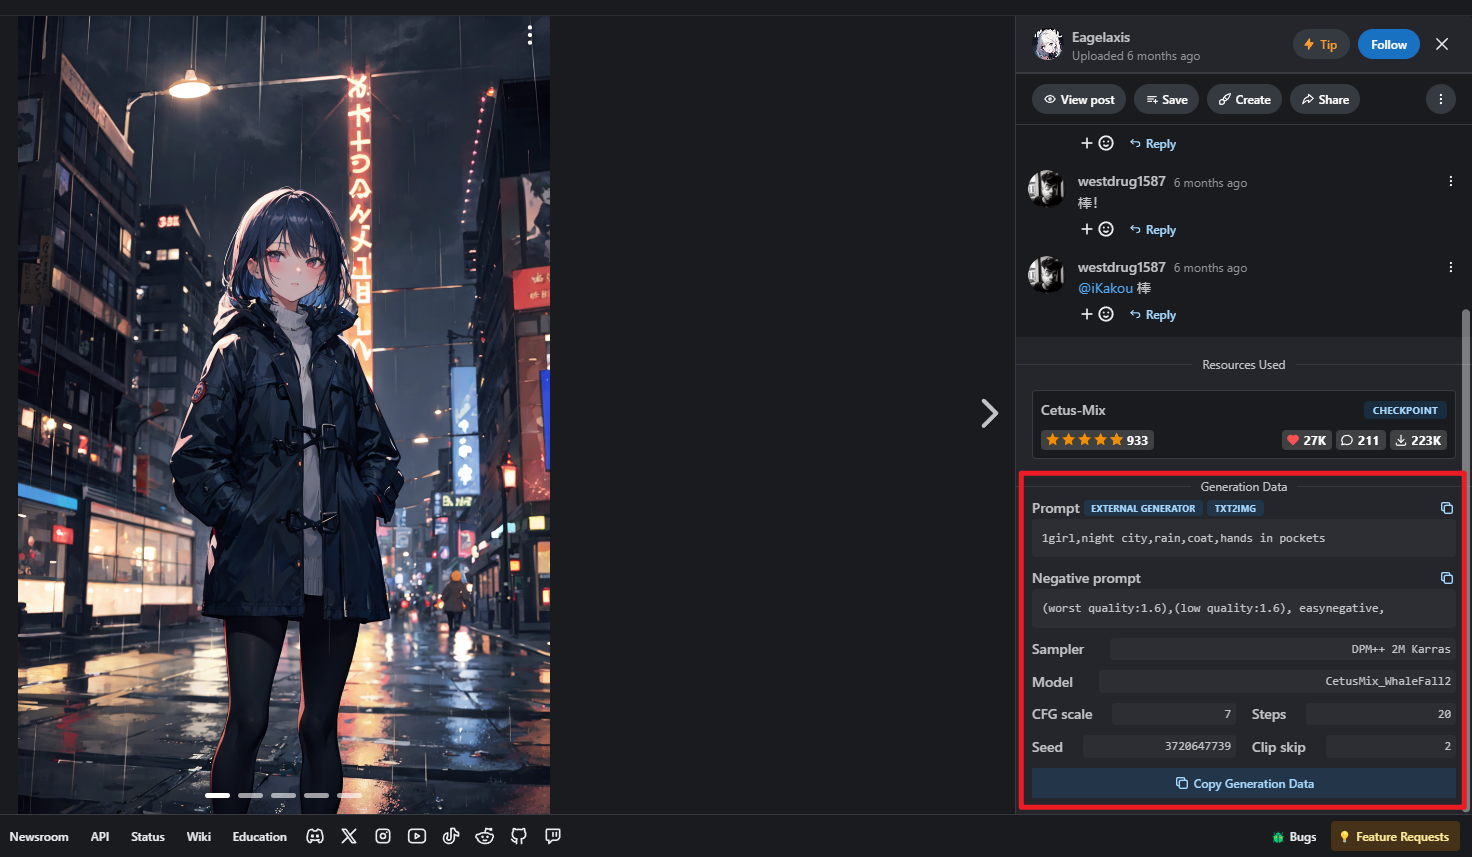 Eagelaxis
Uploaded 6 months ago
Tip
Follow
View post
Save
Create
Share
Reply
westdrug1587 6 months ago
棒！
Reply
westdrug1587 6 months ago
@iKakou 棒
Reply
Resources Used
Cetus-Mix
CHECKPOINT
933
27K
211
223K
Generation Data
Prompt EXTERNAL GENERATOR TXT2IMG
1girl,night city,rain,coat,hands in pockets
Negative prompt
(worst quality:1.6),(low quality:1.6), easynegative,
Sampler DPM++ 2M Karras
Model CetusMix_WhaleFall2
CFG scale 7 Steps 20
Seed 3720647739 Clip skip 2
Copy Generation Data
Newsroom API Status Wiki Education
Bugs
Feature Requests